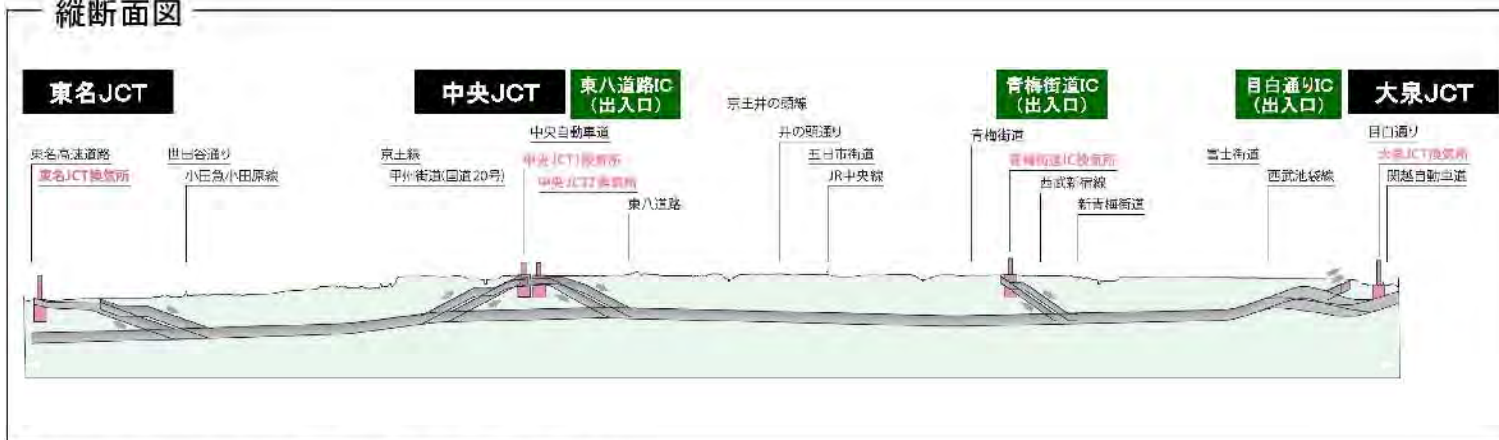 縦断面図
東名JCT
中央JCT
東八道路IC
(出入口)
青梅街道IC
(出入口)
目白通りIC
(出入口)
大泉JCT
東名高速道路
東名JCT換気所
世田谷通り
小田急小田原線
京王線
甲州街道(国道20号)
中央自動車道
中央JCT1換気所
中央JCT2換気所
東八道路
京王井の頭線
井の頭通り
五日市街道
JR中央線
青梅街道
青梅街道IC換気所
西武新宿線
新青梅街道
富士街道
西武池袋線
目白通り
大泉JCT換気所
関越自動車道